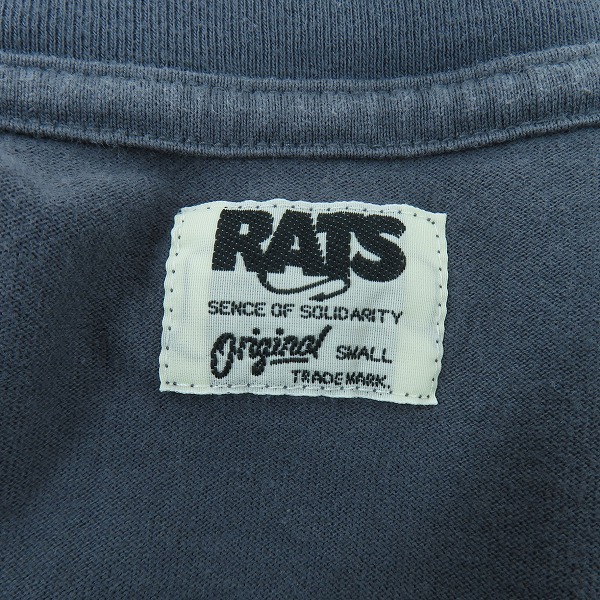 RATS
SENCE OF SOLIDARITY
Original SMALL
TRADE MARK.